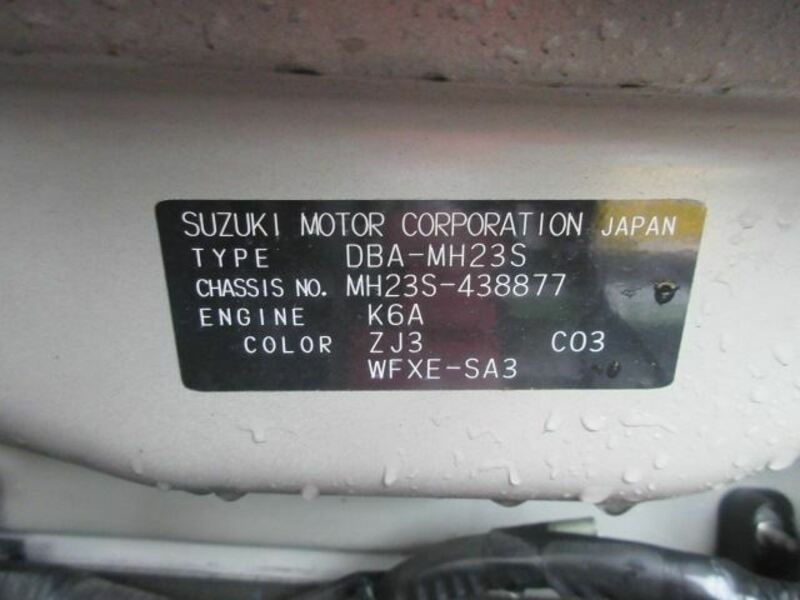 SUZUKI MOTOR CORPORATION JAPAN
TYPE DBA-MH23S
CHASSIS NO. MH23S-438877
ENGINE K6A
COLOR ZJ3 C03
WFXE-SA3